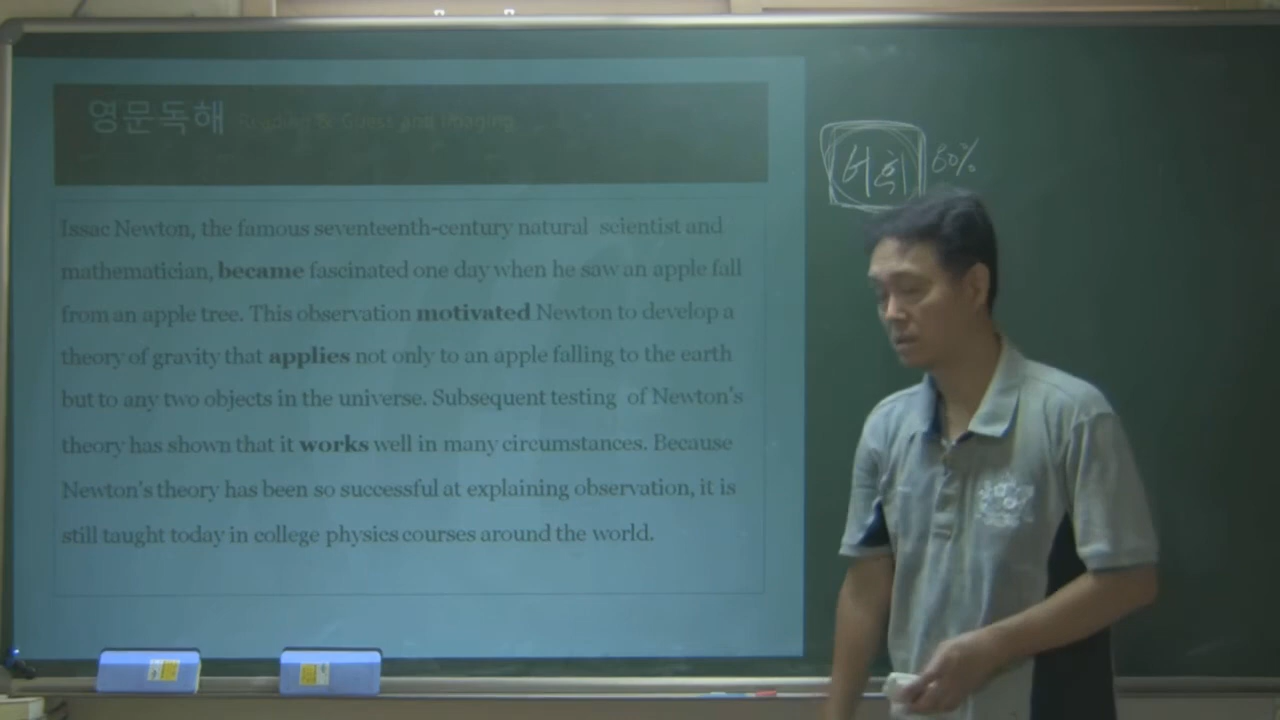 영문독해 Reading & Guess and Imaging
어휘 80%
Issac Newton, the famous seventeenth-century natural scientist and
mathematician, became fascinated one day when he saw an apple fall
from an apple tree. This observation motivated Newton to develop a
theory of gravity that applies not only to an apple falling to the earth
but to any two objects in the universe. Subsequent testing of Newton's
theory has shown that it works well in many circumstances. Because
Newton's theory has been so successful at explaining observation, it is
still taught today in college physics courses around the world.